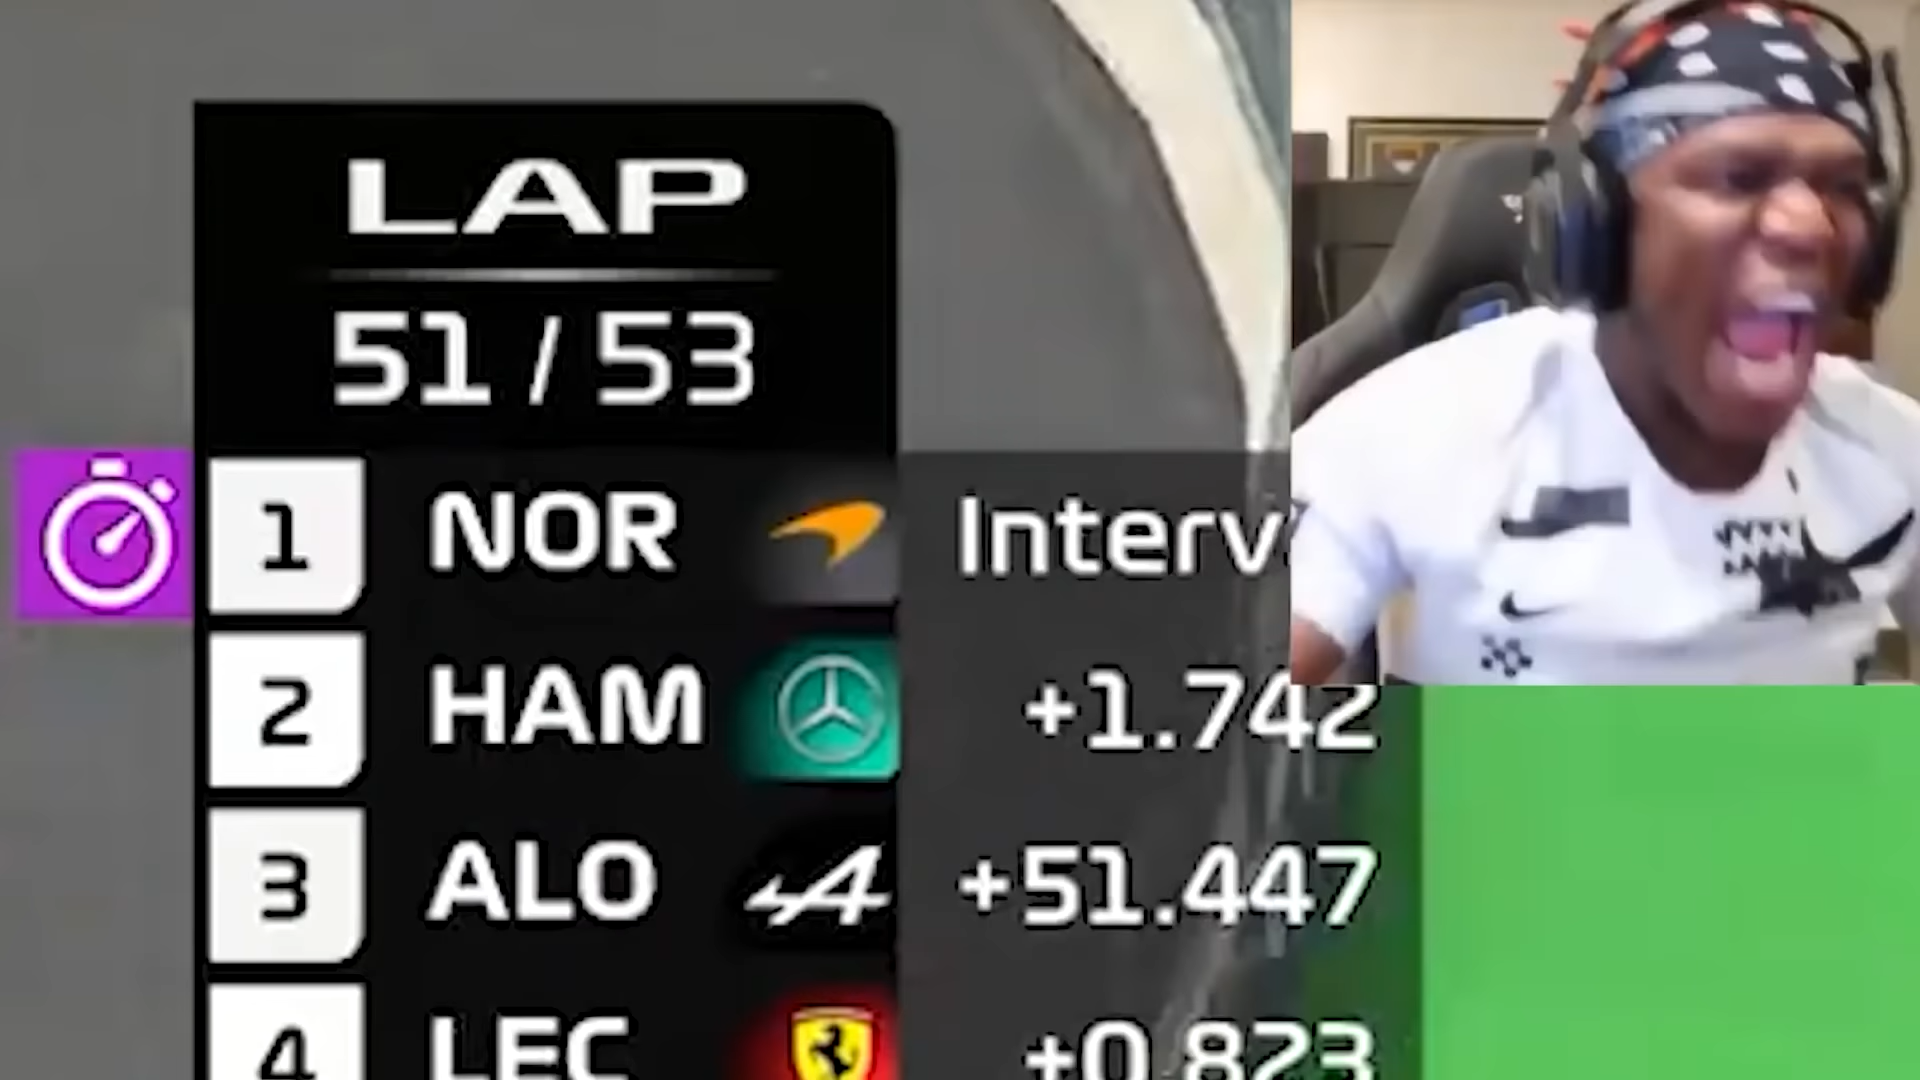 LAP
51 / 53
1 NOR Interv
2 HAM +1.742
3 ALO +51.447
4 LEC +0.823